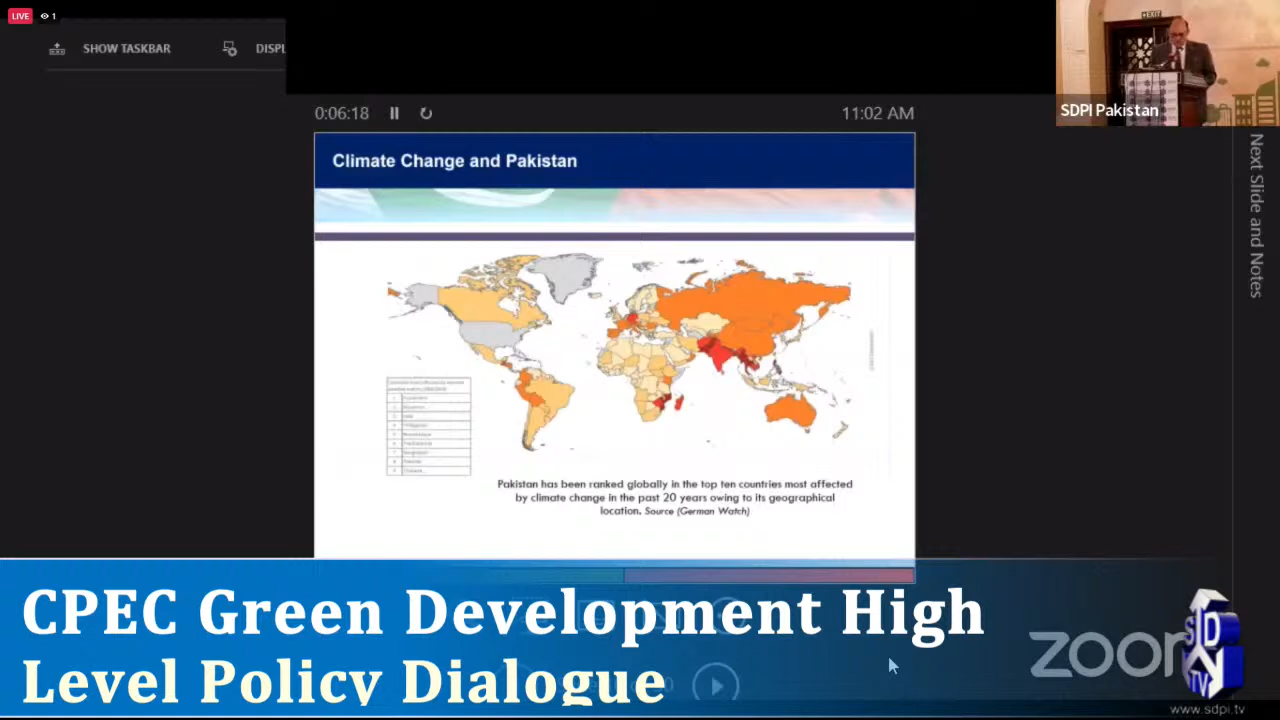 LIVE 1
SHOW TASKBAR DISPL
SDPI Pakistan
0:06:18 11:02 AM
Next Slide and Notes
Climate Change and Pakistan
Pakistan has been ranked globally in the top ten countries most affected
by climate change in the past 20 years owing to its geographical
location. Source (German Watch)
CPEC Green Development High
Level Policy Dialogue
zoom
SDPI
TV
www.sdpi.tv